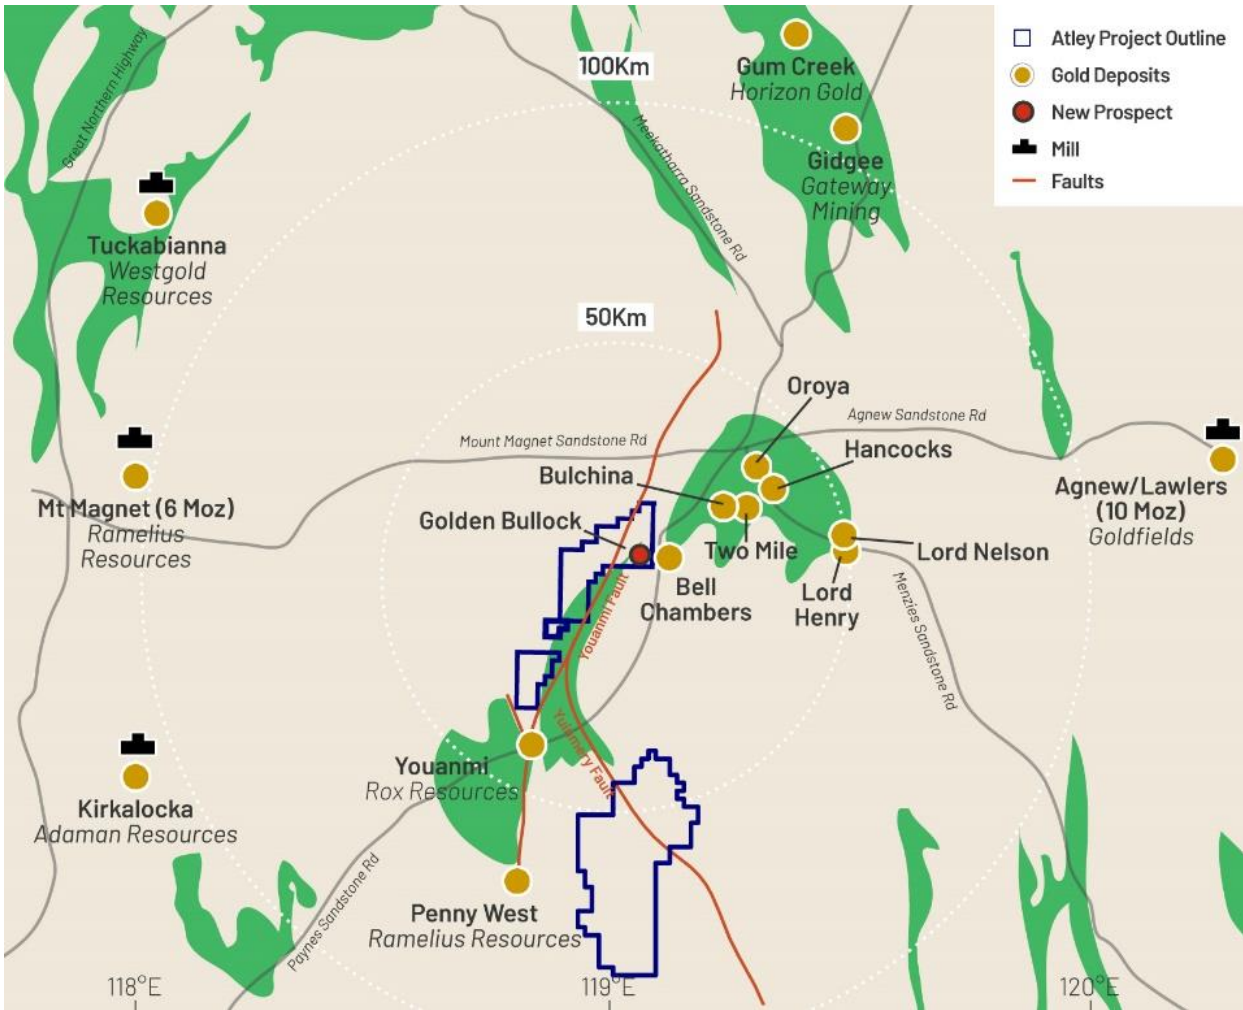 Atley Project Outline
Gold Deposits
New Prospect
Mill
Faults
Great Northern Highway
100Km
Gum Creek
Horizon Gold
Meekatharra Sandstone Rd
Gidgee
Gateway
Mining
Tuckabianna
Westgold
Resources
50Km
Oroya
Agnew Sandstone Rd
Mount Magnet Sandstone Rd
Hancocks
Bulchina
Mt Magnet (6 Moz)
Ramelius
Resources
Agnew/Lawlers
(10 Moz)
Goldfields
Golden Bullock
Two Mile
Lord Nelson
Bell
Chambers
Lord
Henry
Youanmi Fault
Menzies Sandstone Rd
Yuinmery Fault
Youanmi
Rox Resources
Kirkalocka
Adaman Resources
Paynes Sandstone Rd
Penny West
Ramelius Resources
118°E
119°E
120°E